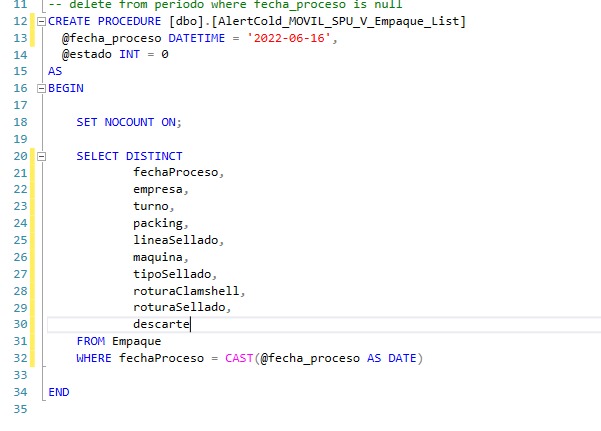 11 -- delete from periodo where fecha_proceso is null
12 CREATE PROCEDURE [dbo].[AlertCold_MOVIL_SPU_V_Empaque_List]
13 @fecha_proceso DATETIME = '2022-06-16',
14 @estado INT = 0
15 AS
16 BEGIN
17
18 SET NOCOUNT ON;
19
20 SELECT DISTINCT
21 fechaProceso,
22 empresa,
23 turno,
24 packing,
25 lineaSellado,
26 maquina,
27 tipoSellado,
28 roturaClamshell,
29 roturaSellado,
30 descarte
31 FROM Empaque
32 WHERE fechaProceso = CAST(@fecha_proceso AS DATE)
33
34 END
35